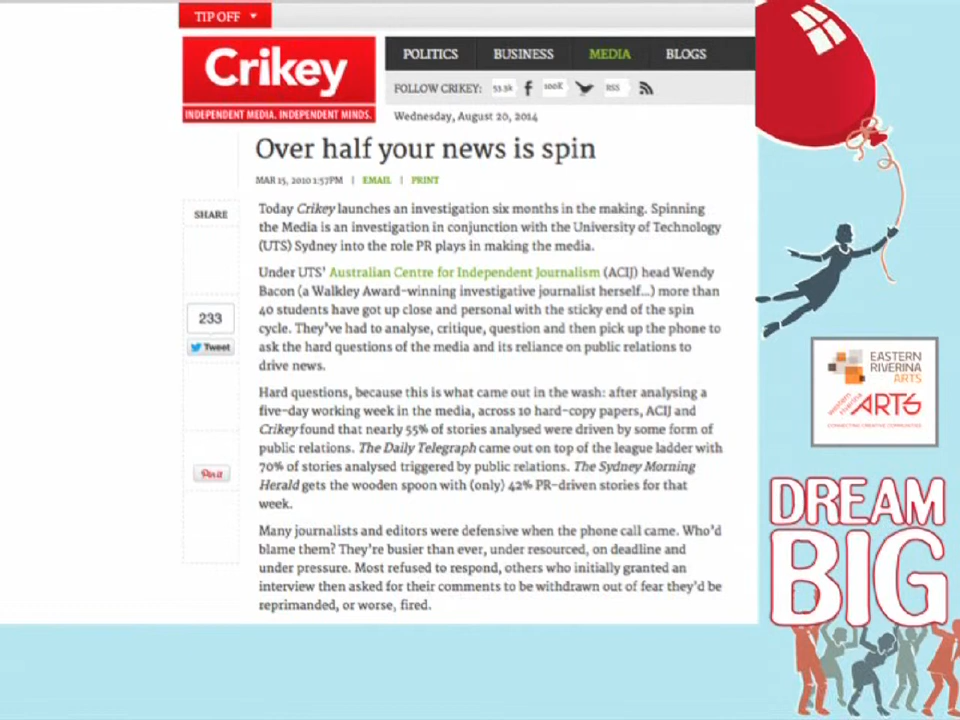 TIP OFF
Crikey
INDEPENDENT MEDIA. INDEPENDENT MINDS.
POLITICS BUSINESS MEDIA BLOGS
FOLLOW CRIKEY: 53.5k 100K RSS
Wednesday, August 20, 2014
Over half your news is spin
MAR 15, 2010 1:57PM | EMAIL | PRINT
SHARE
233
Tweet
Pin it
Today Crikey launches an investigation six months in the making. Spinning
the Media is an investigation in conjunction with the University of Technology
(UTS) Sydney into the role PR plays in making the media.
Under UTS' Australian Centre for Independent Journalism (ACIJ) head Wendy
Bacon (a Walkley Award-winning investigative journalist herself...) more than
40 students have got up close and personal with the sticky end of the spin
cycle. They've had to analyse, critique, question and then pick up the phone to
ask the hard questions of the media and its reliance on public relations to
drive news.
Hard questions, because this is what came out in the wash: after analysing a
five-day working week in the media, across 10 hard-copy papers, ACIJ and
Crikey found that nearly 55% of stories analysed were driven by some form of
public relations. The Daily Telegraph came out on top of the league ladder with
70% of stories analysed triggered by public relations. The Sydney Morning
Herald gets the wooden spoon with (only) 42% PR-driven stories for that
week.
Many journalists and editors were defensive when the phone call came. Who'd
blame them? They're busier than ever, under resourced, on deadline and
under pressure. Most refused to respond, others who initially granted an
interview then asked for their comments to be withdrawn out of fear they'd be
reprimanded, or worse, fired.
EASTERN
RIVERINA
ARTS
western riverina
ARTS
CONNECTING CREATIVE COMMUNITIES
DREAM
BIG